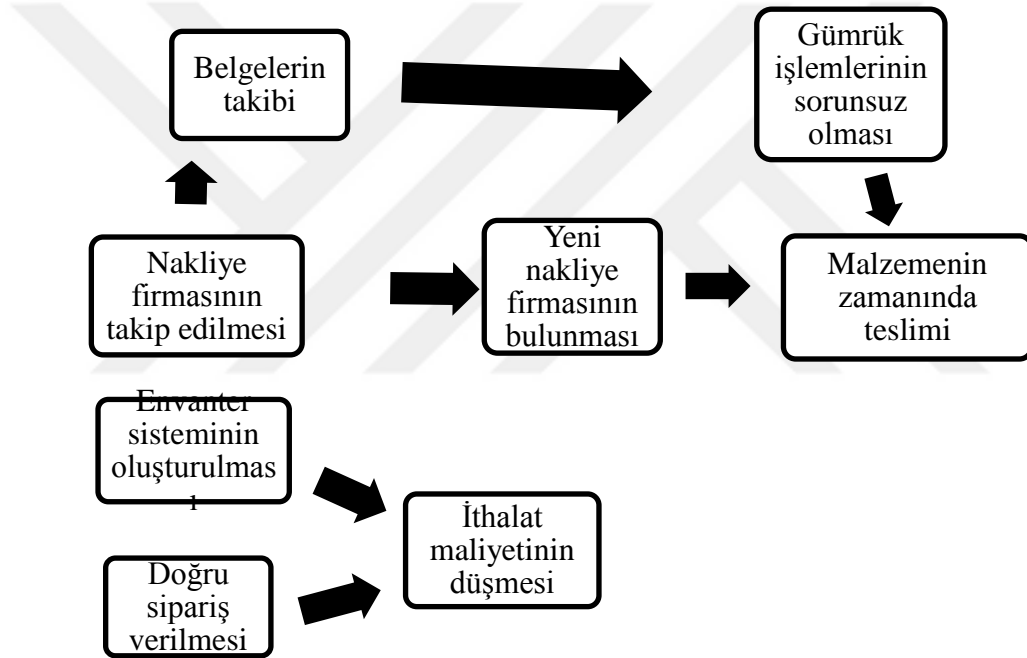 Belgelerin
takibi
Gümrük
işlemlerinin
sorunsuz
olması
Nakliye
firmasının
takip edilmesi
Yeni
nakliye
firmasının
bulunması
Malzemenin
zamanında
teslimi
Envanter
sisteminin
oluşturulmas
ı
İthalat
maliyetinin
düşmesi
Doğru
sipariş
verilmesi